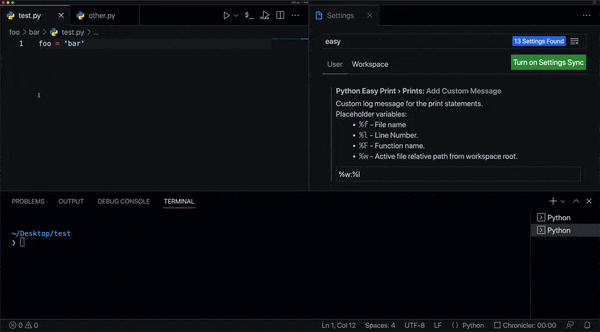 test.py
other.py
Settings
foo > bar > test.py > ...
1 foo = 'bar'
easy
13 Settings Found
User Workspace
Turn on Settings Sync
Python Easy Print › Prints: Add Custom Message
Custom log message for the print statements.
Placeholder variables:
• %f - File name
• %l - Line Number.
• %F - Function name.
• %w - Active file relative path from workspace root.
%w:%l
PROBLEMS OUTPUT DEBUG CONSOLE TERMINAL
~/Desktop/test
❯
Python
Python
0 0 Ln 1, Col 12 Spaces: 4 UTF-8 LF Python Chronicler: 00:00